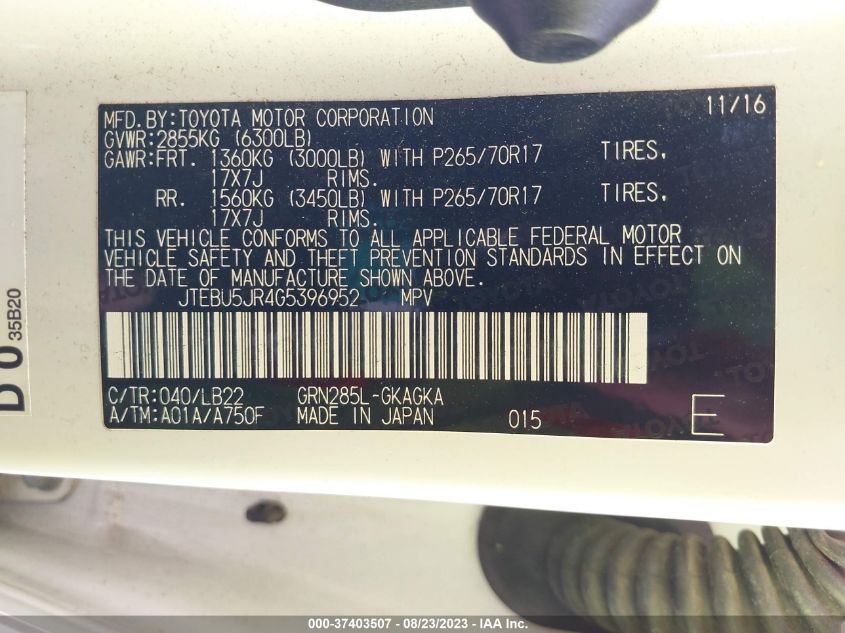 MFD.BY:TOYOTA MOTOR CORPORATION 11/16
GVWR:2855KG (6300LB)
GAWR:FRT. 1360KG (3000LB) WITH P265/70R17 TIRES,
17X7J RIMS.
RR. 1560KG (3450LB) WITH P265/70R17 TIRES,
17X7J RIMS.
THIS VEHICLE CONFORMS TO ALL APPLICABLE FEDERAL MOTOR
VEHICLE SAFETY AND THEFT PREVENTION STANDARDS IN EFFECT ON
THE DATE OF MANUFACTURE SHOWN ABOVE.
JTEBU5JR4G5396952 MPV
C/TR:040/LB22 GRN285L-GKAGKA
A/TM:A01A/A750F MADE IN JAPAN 015 E
35B20
000-37403507 - 08/23/2023 - IAA Inc.